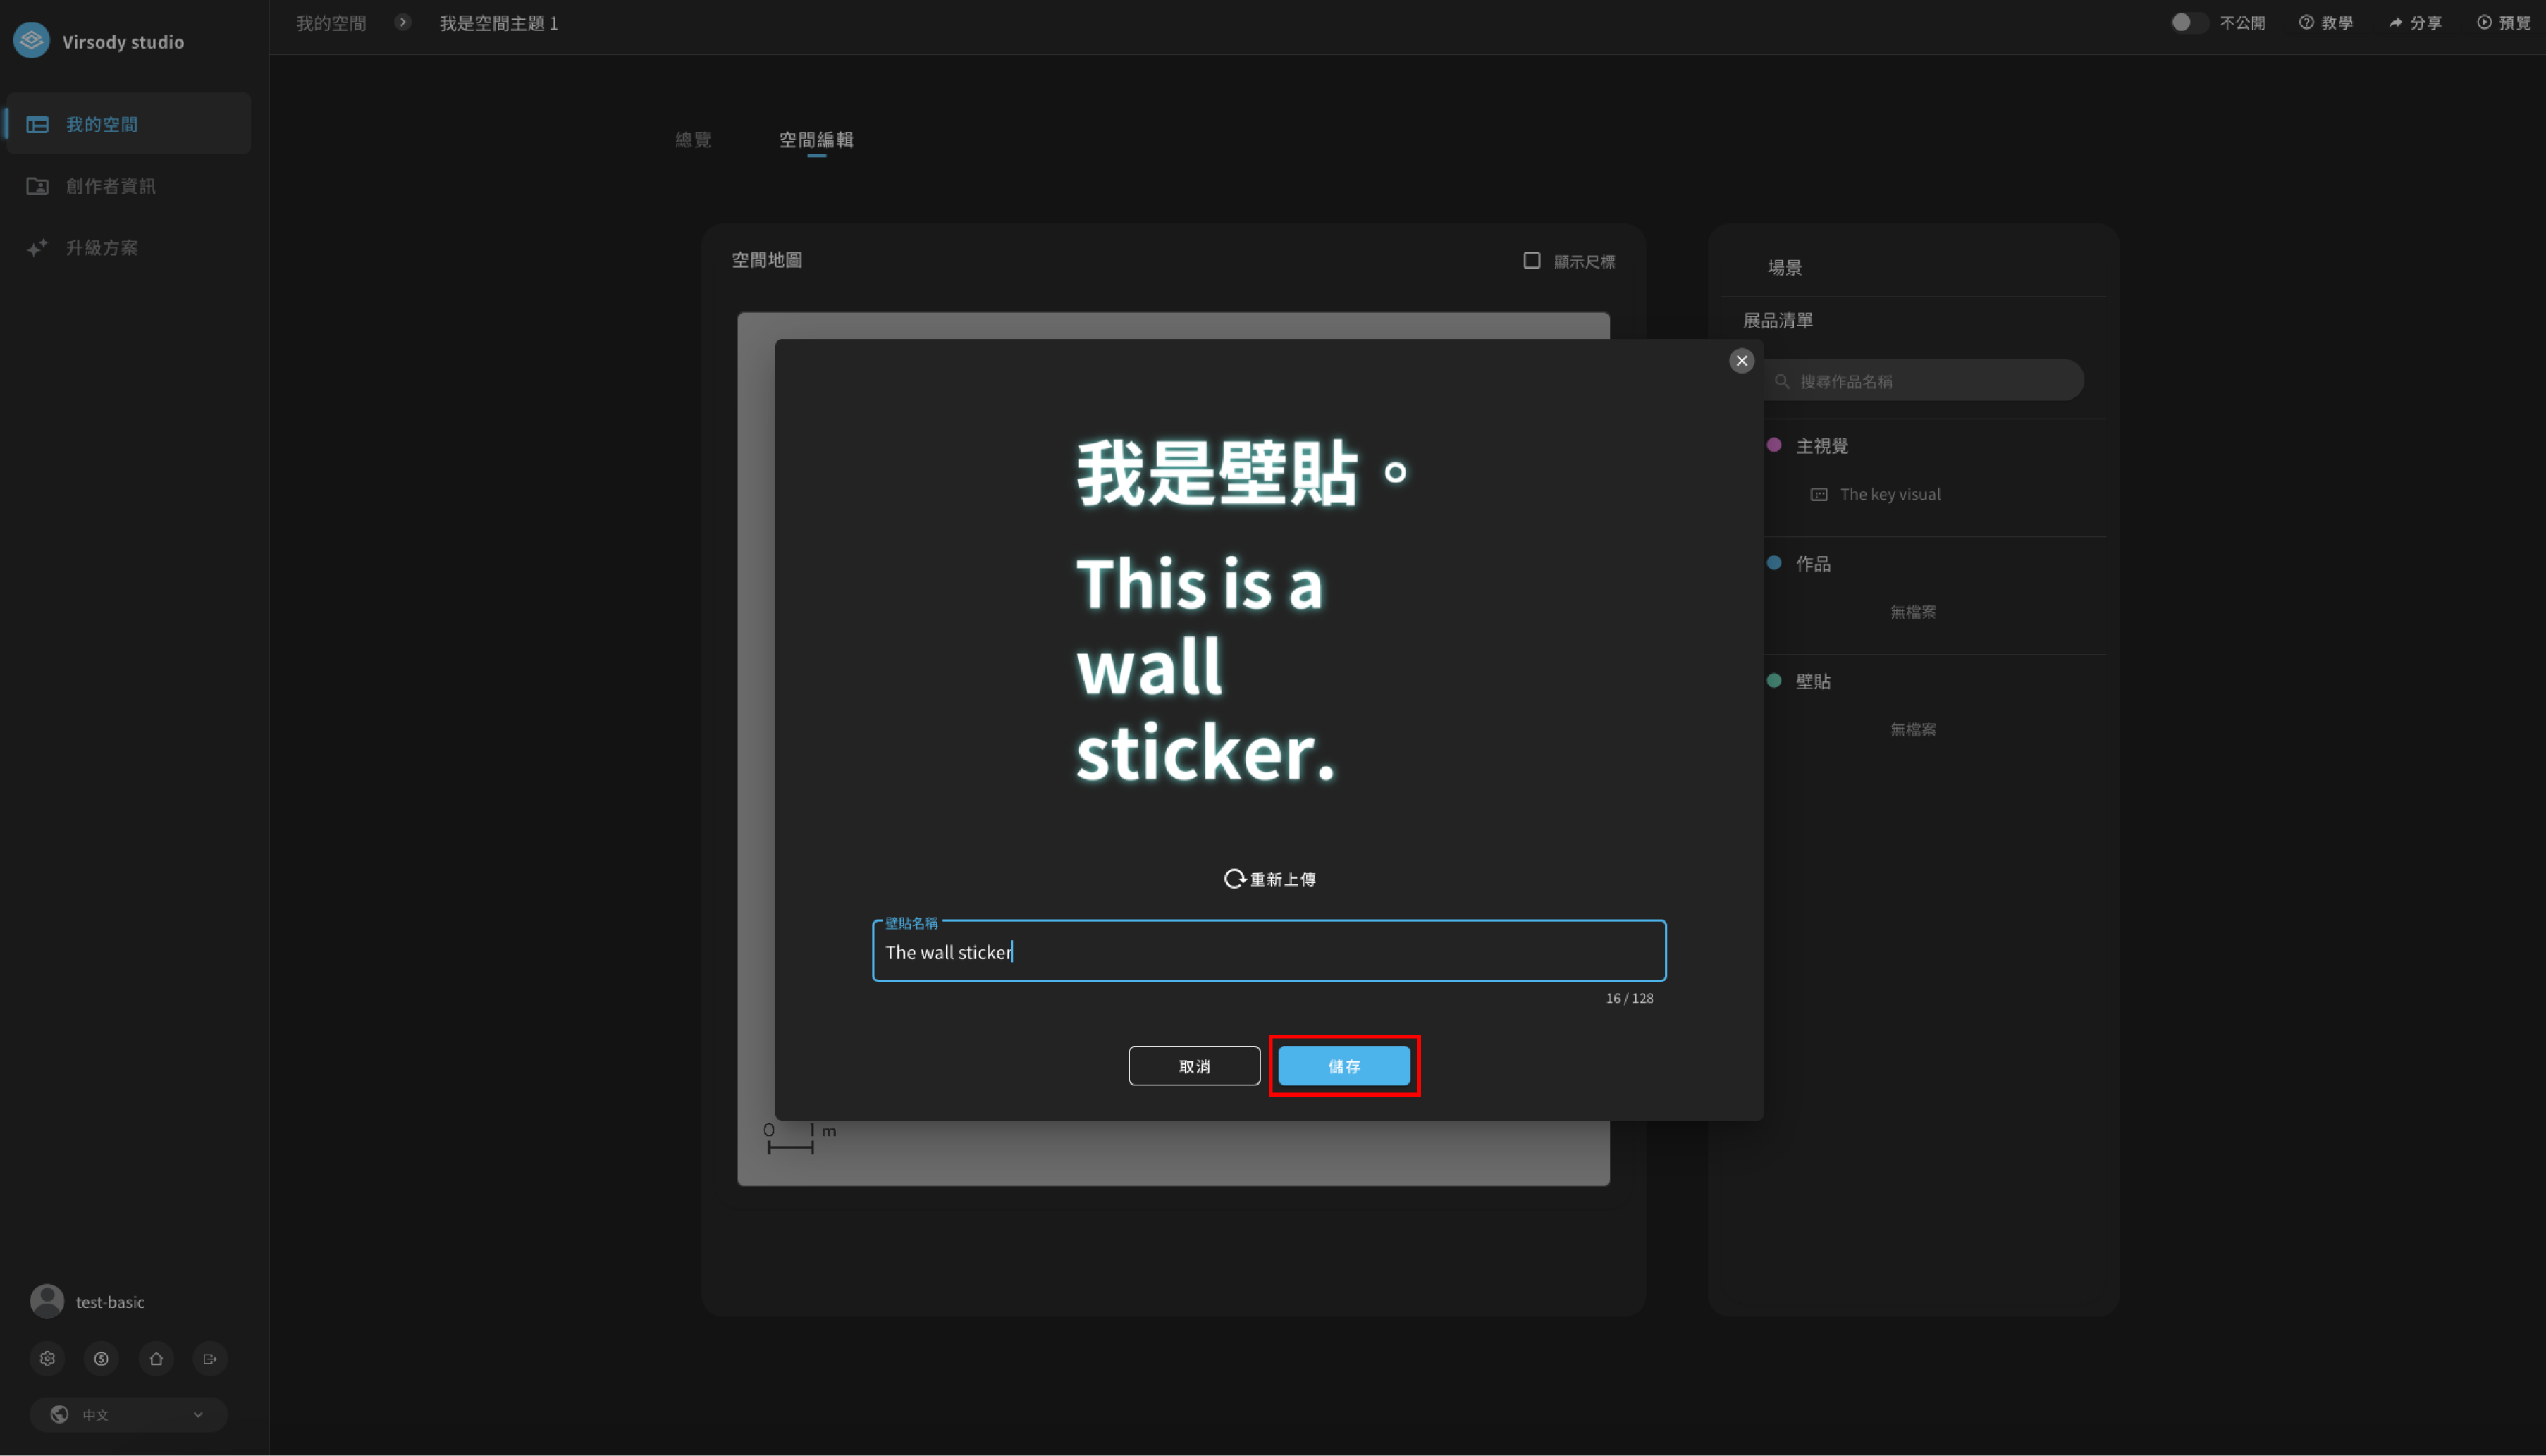 Virsody studio
我的空間
我是空間主題 1
不公開
教學
分享
預覽
我的空間
創作者資訊
升級方案
總覽
空間編輯
空間地圖
顯示尺標
場景
展品清單
搜尋作品名稱
主視覺
The key visual
作品
無檔案
壁貼
無檔案
我是壁貼。
This is a
wall
sticker.
重新上傳
壁貼名稱
The wall sticker
16 / 128
取消
儲存
0 1 m
test-basic
中文